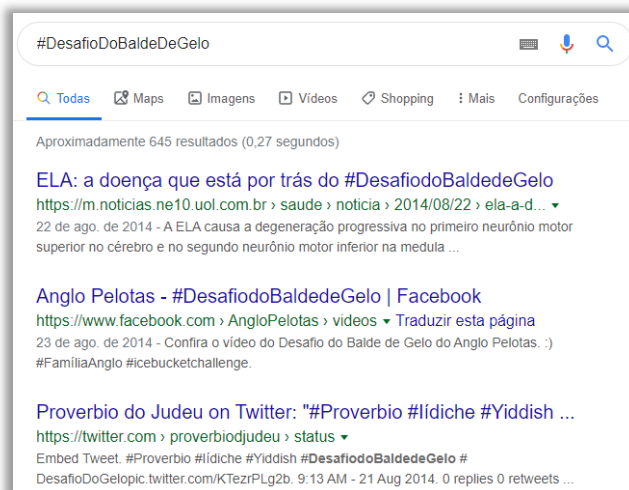 #DesafioDoBaldeDeGelo
Todas Maps Imagens Vídeos Shopping Mais Configurações
Aproximadamente 645 resultados (0,27 segundos)
ELA: a doença que está por trás do #DesafiodoBaldedeGelo
https://m.noticias.ne10.uol.com.br › saude › noticia › 2014/08/22 › ela-a-d...
22 de ago. de 2014 - A ELA causa a degeneração progressiva no primeiro neurônio motor
superior no cérebro e no segundo neurônio motor inferior na medula ...
Anglo Pelotas - #DesafiodoBaldedeGelo | Facebook
https://www.facebook.com › AngloPelotas › videos Traduzir esta página
23 de ago. de 2014 - Confira o vídeo do Desafio do Balde de Gelo do Anglo Pelotas. :)
#FamíliaAnglo #icebucketchallenge.
Proverbio do Judeu on Twitter: "#Proverbio #Iídiche #Yiddish ...
https://twitter.com › proverbiodjudeu › status
Embed Tweet. #Proverbio #Iídiche #Yiddish #DesafiodoBaldedeGelo #
DesafioDoGelopic.twitter.com/KTezrPLg2b. 9:13 AM - 21 Aug 2014. 0 replies 0 retweets ...